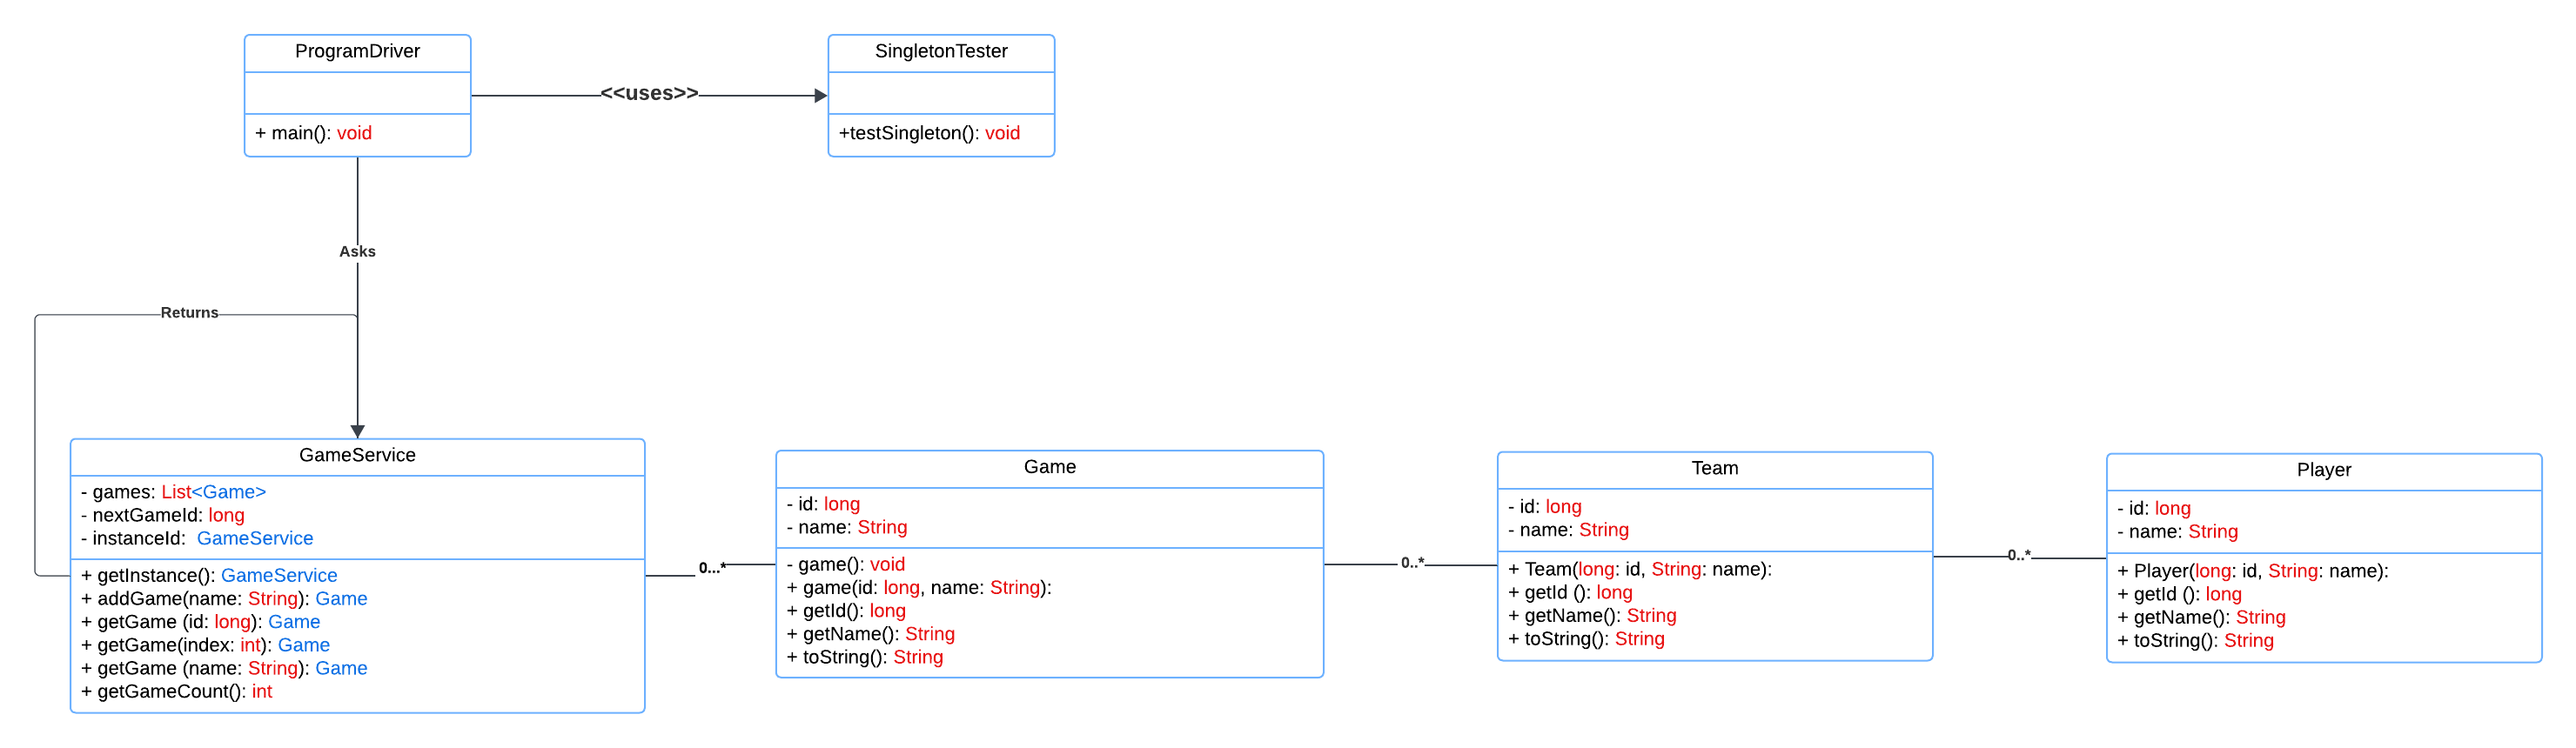 ProgramDriver
+ main(): void
<<uses>>
SingletonTester
+testSingleton(): void
Asks
Returns
GameService
- games: List<Game>
- nextGameId: long
- instanceId:  GameService
+ getInstance(): GameService
+ addGame(name: String): Game
+ getGame (id: long): Game
+ getGame(index: int): Game
+ getGame (name: String): Game
+ getGameCount(): int
0...*
Game
- id: long
- name: String
- game(): void
+ game(id: long, name: String):
+ getId(): long
+ getName(): String
+ toString(): String
0..*
Team
- id: long
- name: String
+ Team(long: id, String: name):
+ getId (): long
+ getName(): String
+ toString(): String
0..*
Player
- id: long
- name: String
+ Player(long: id, String: name):
+ getId (): long
+ getName(): String
+ toString(): String